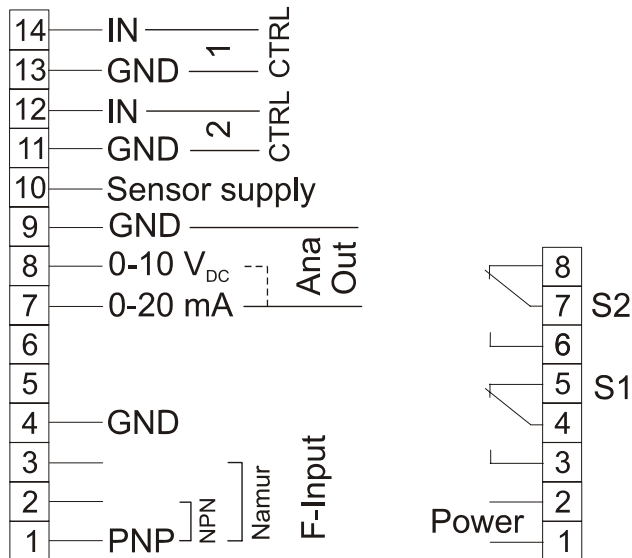 14 IN
13 GND
1
CTRL
12 IN
11 GND
2
CTRL
10 Sensor supply
9 GND
8 0-10 VDC
7 0-20 mA
Ana
Out
6
5
4 GND
3
2
1 PNP
NPN
Namur
F-Input
8
7 S2
6
5 S1
4
3
2
1
Power